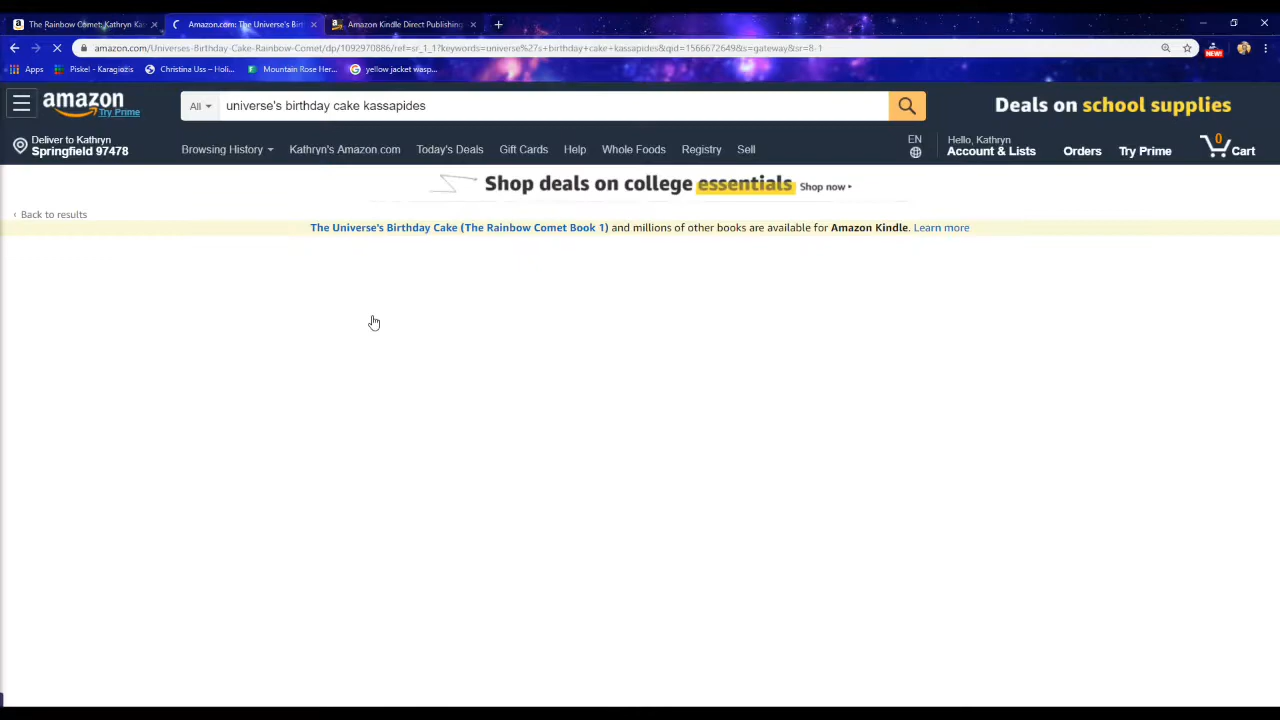 The Rainbow Comet: Kathryn Kas
Amazon.com: The Universe's Birt
Amazon Kindle Direct Publishing
amazon.com/Universes-Birthday-Cake-Rainbow-Comet/dp/1092970886/ref=sr_1_1?keywords=universe%27s+birthday+cake+kassapides&qid=1566672649&s=gateway&sr=8-1
NEW!
Apps
Piskel - Karagiozis
Christina Uss – Holi...
Mountain Rose Her...
yellow jacket wasp...
amazon
Try Prime
All
universe's birthday cake kassapides
Deals on school supplies
Deliver to Kathryn
Springfield 97478
Browsing History
Kathryn's Amazon.com
Today's Deals
Gift Cards
Help
Whole Foods
Registry
Sell
EN
Hello, Kathryn
Account & Lists
Orders
Try Prime
0
Cart
Shop deals on college essentials Shop now ▸
‹ Back to results
The Universe's Birthday Cake (The Rainbow Comet Book 1) and millions of other books are available for Amazon Kindle. Learn more